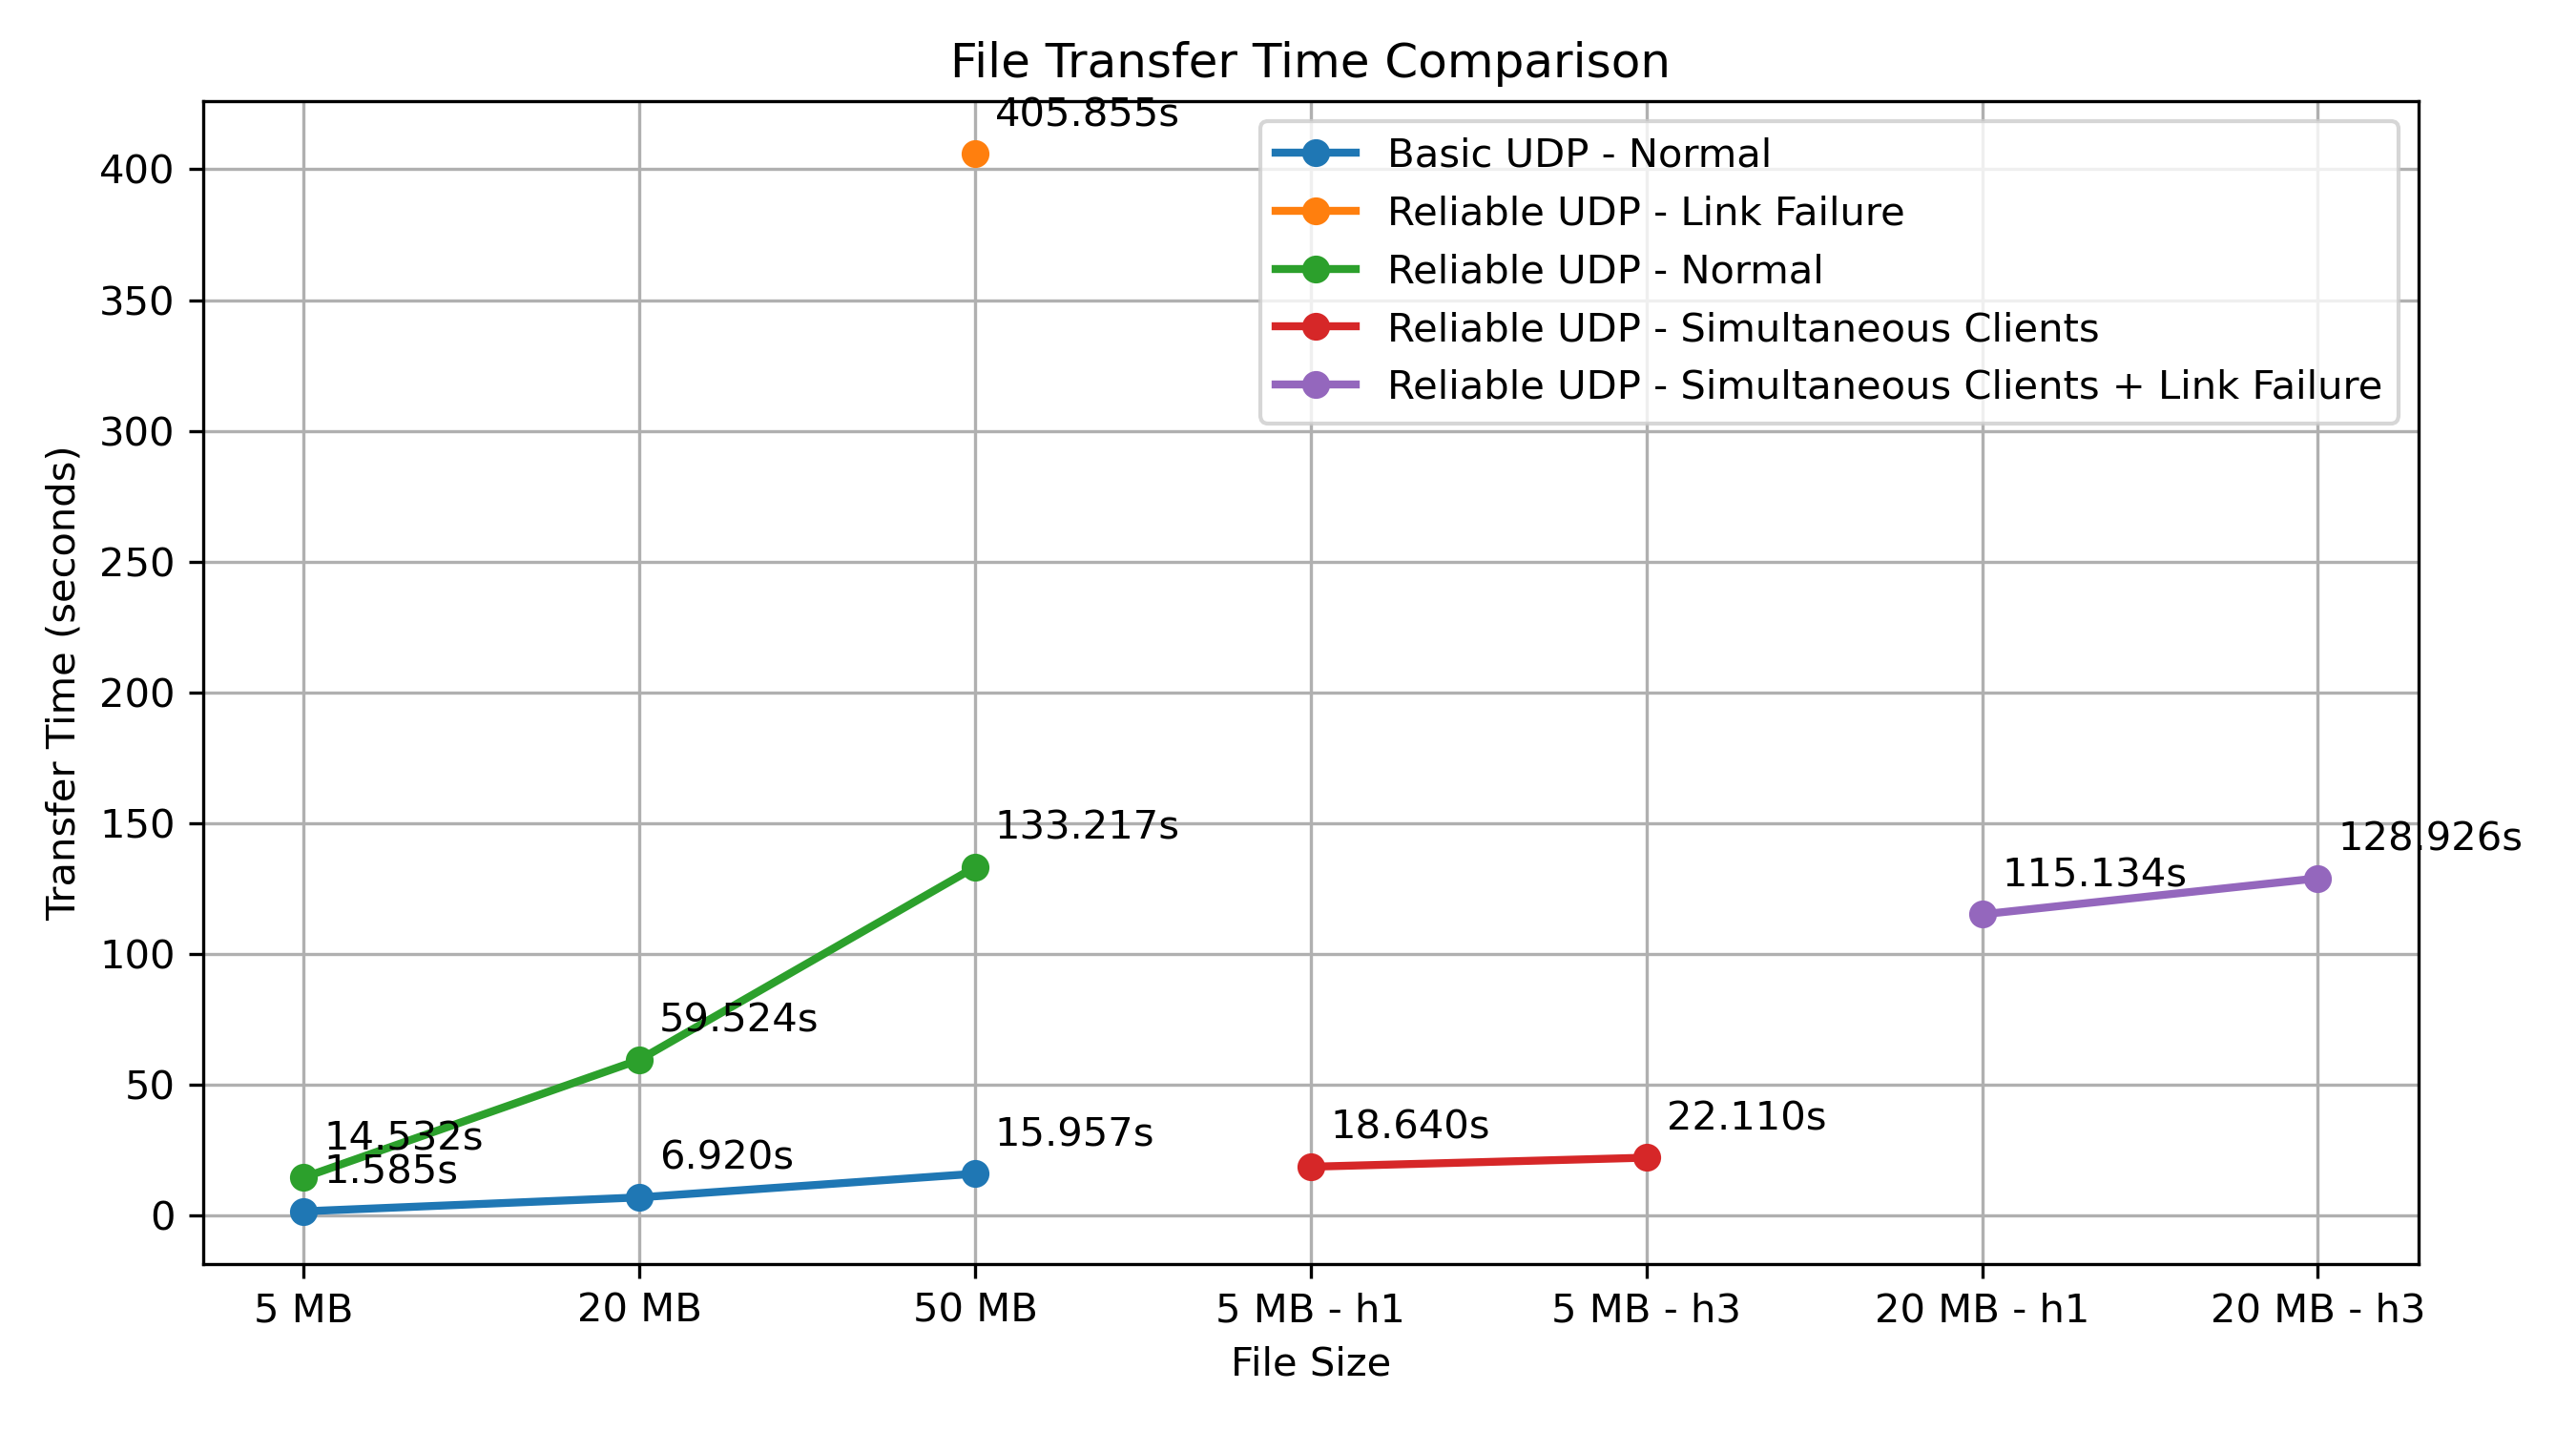 File Transfer Time Comparison
405.855s
Basic UDP - Normal
Reliable UDP - Link Failure
Reliable UDP - Normal
Reliable UDP - Simultaneous Clients
Reliable UDP - Simultaneous Clients + Link Failure
Transfer Time (seconds)
400
350
300
250
200
150
100
50
0
133.217s
128.926s
115.134s
59.524s
14.532s
1.585s
6.920s
15.957s
18.640s
22.110s
5 MB
20 MB
50 MB
5 MB - h1
5 MB - h3
20 MB - h1
20 MB - h3
File Size